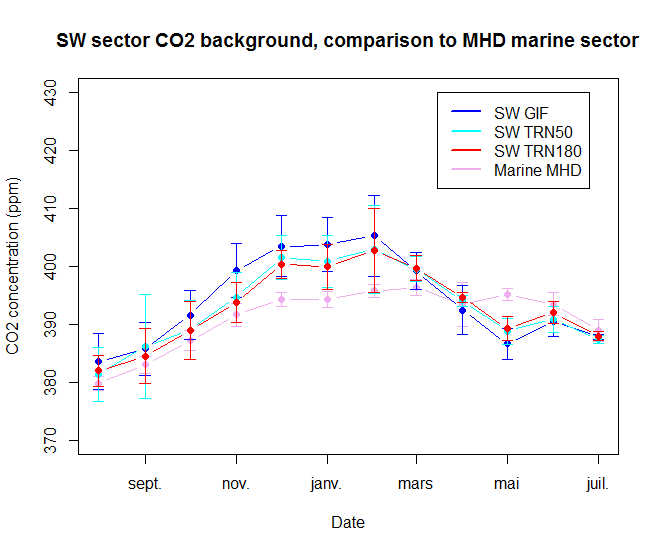 SW sector CO2 background, comparison to MHD marine sector
430
420
410
400
390
380
370
CO2 concentration (ppm)
SW GIF
SW TRN50
SW TRN180
Marine MHD
sept. nov. janv. mars mai juil.
Date